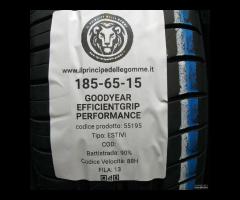 www.ilprincipedellegomme.it
185-65-15
GOODYEAR
EFFICIENTGRIP
PERFORMANCE
codice prodotto: 55195
Tipo: ESTIVI
COD:
Battistrada: 90%
Codice Velocità: 88H
FILA: 13